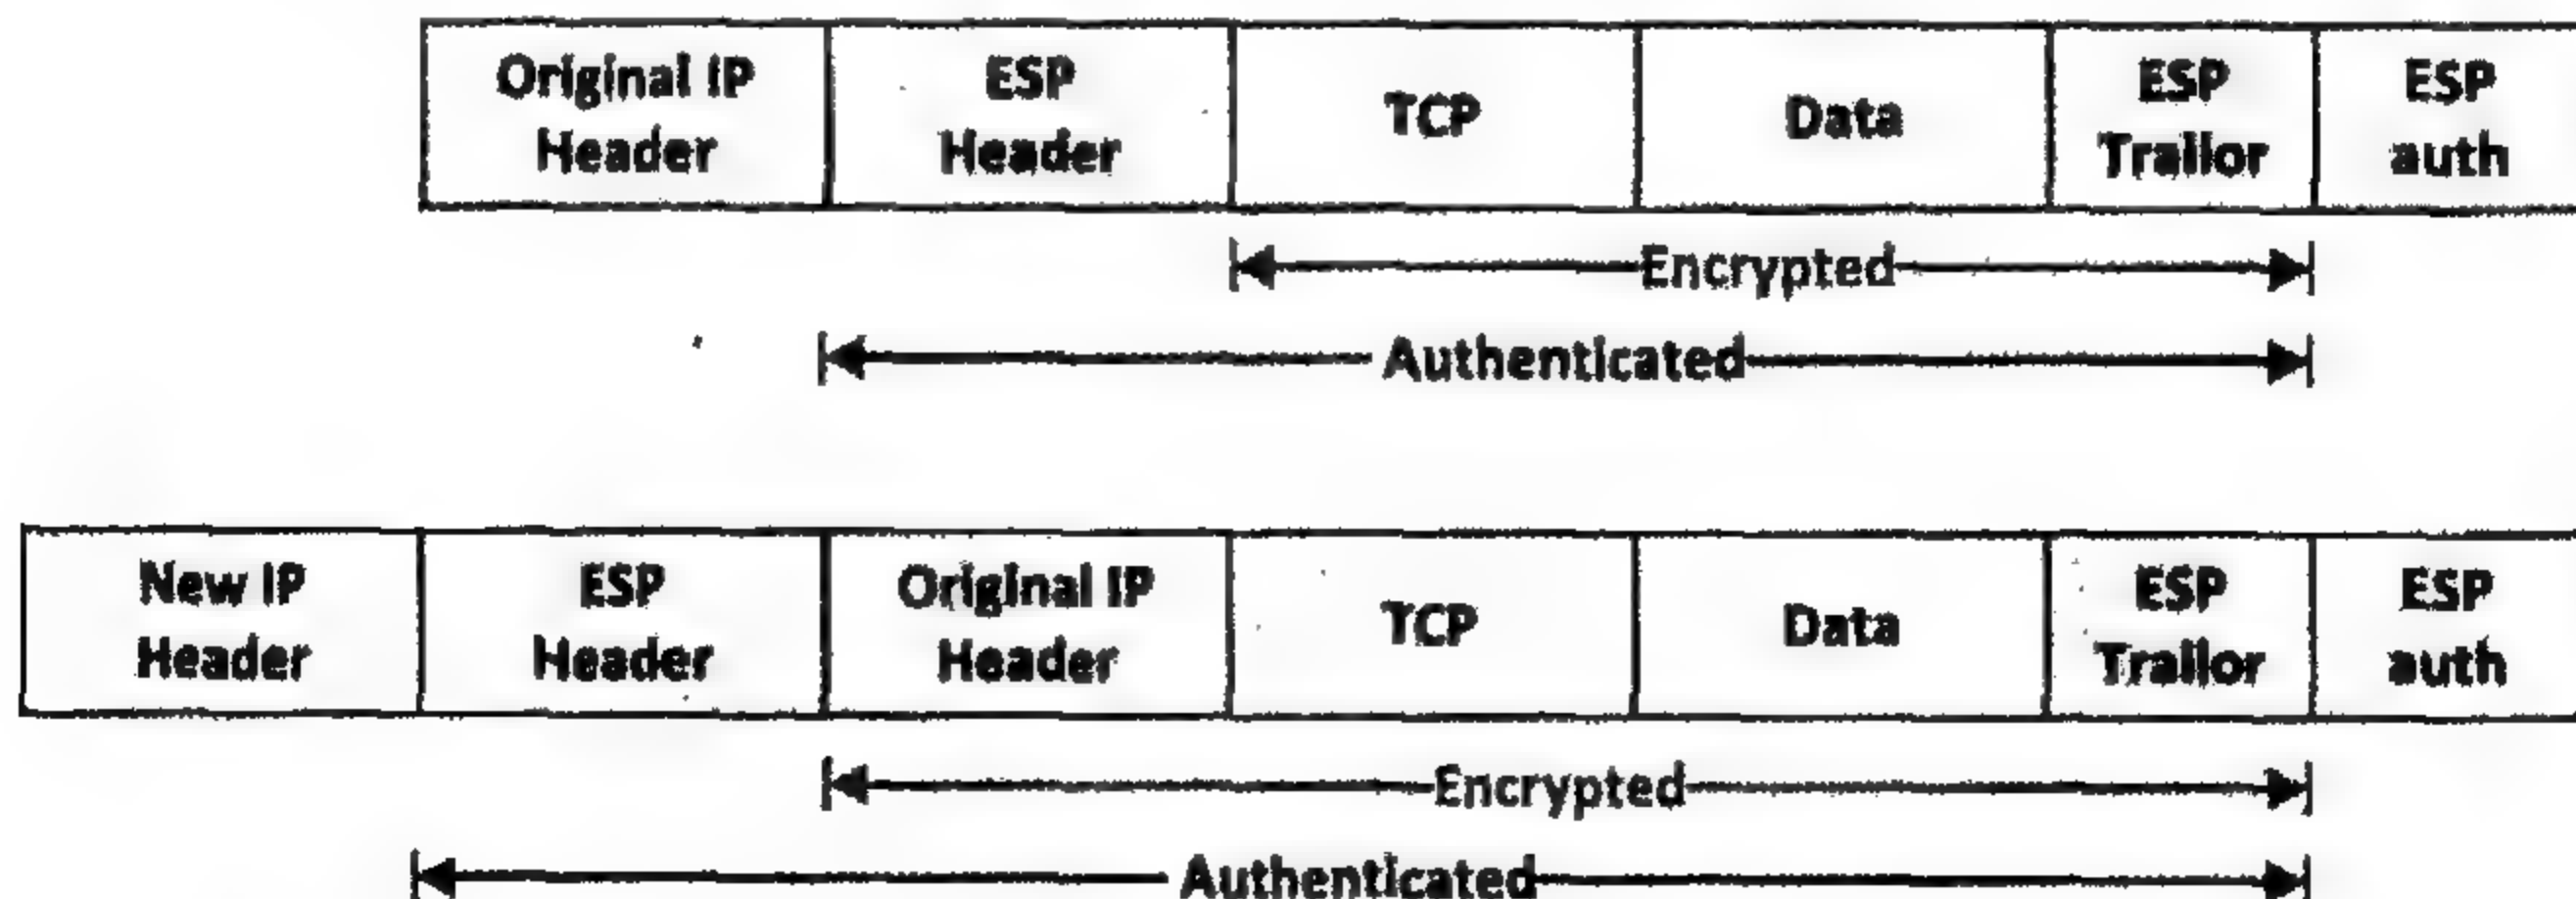 Original IP
Header
ESP
Header
TCP
Data
ESP
Trailor
ESP
auth
Encrypted
Authenticated
New IP
Header
ESP
Header
Original IP
Header
TCP
Data
ESP
Trailor
ESP
auth
Encrypted
Authenticated